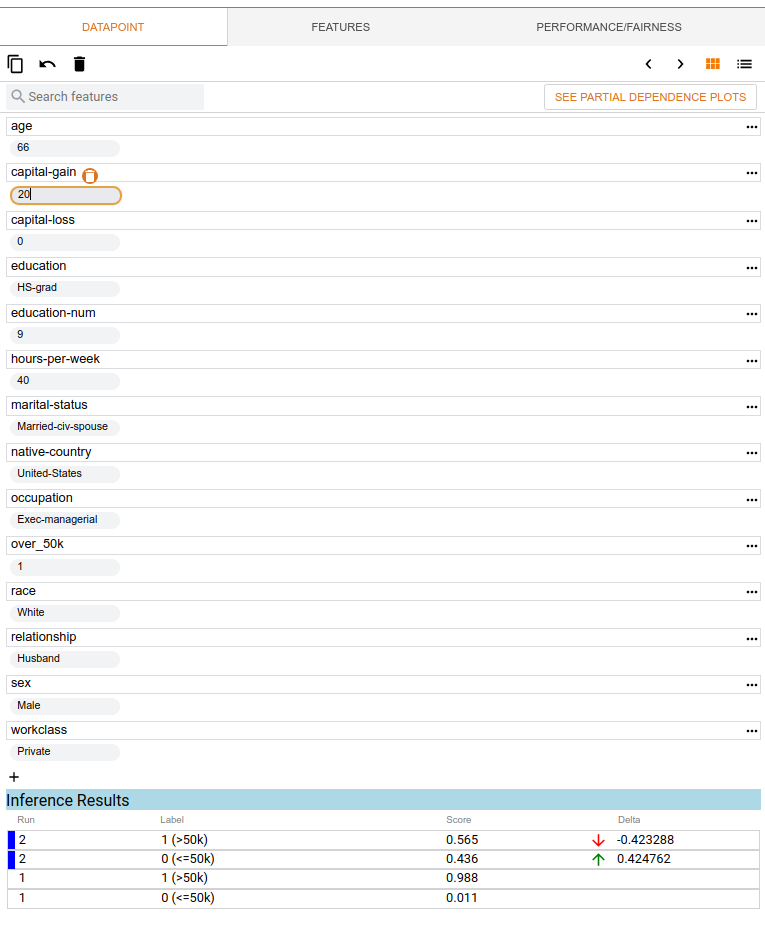 DATAPOINT FEATURES PERFORMANCE/FAIRNESS
Search features SEE PARTIAL DEPENDENCE PLOTS
age
66
capital-gain
20
capital-loss
0
education
HS-grad
education-num
9
hours-per-week
40
marital-status
Married-civ-spouse
native-country
United-States
occupation
Exec-managerial
over_50k
1
race
White
relationship
Husband
sex
Male
workclass
Private
Inference Results
Run Label Score Delta
2 1 (>50k) 0.565 -0.423288
2 0 (<=50k) 0.436 0.424762
1 1 (>50k) 0.988
1 0 (<=50k) 0.011